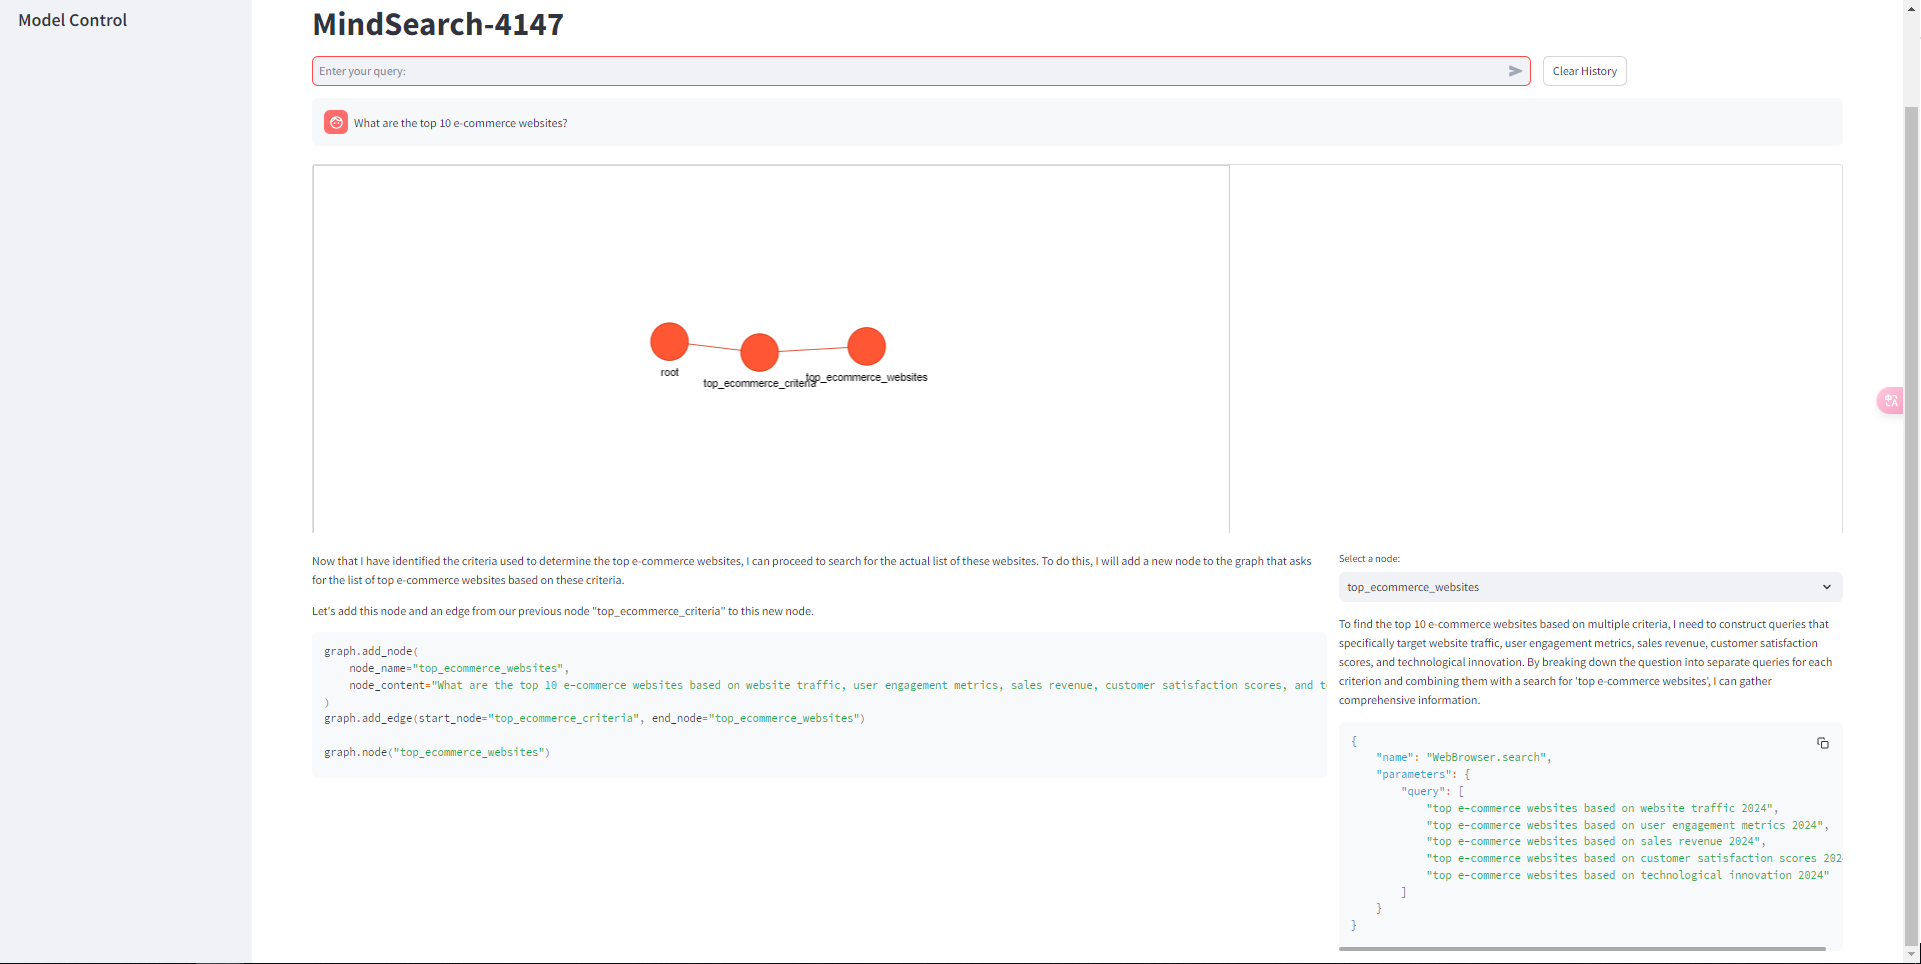 Model Control
MindSearch-4147
Enter your query:
Clear History
What are the top 10 e-commerce websites?
root
top_ecommerce_criteria
top_ecommerce_websites
Now that I have identified the criteria used to determine the top e-commerce websites, I can proceed to search for the actual list of these websites. To do this, I will add a new node to the graph that asks
for the list of top e-commerce websites based on these criteria.
Let's add this node and an edge from our previous node "top_ecommerce_criteria" to this new node.
graph.add_node(
    node_name="top_ecommerce_websites",
    node_content="What are the top 10 e-commerce websites based on website traffic, user engagement metrics, sales revenue, customer satisfaction scores, and t
)
graph.add_edge(start_node="top_ecommerce_criteria", end_node="top_ecommerce_websites")
graph.node("top_ecommerce_websites")
Select a node:
top_ecommerce_websites
To find the top 10 e-commerce websites based on multiple criteria, I need to construct queries that
specifically target website traffic, user engagement metrics, sales revenue, customer satisfaction
scores, and technological innovation. By breaking down the question into separate queries for each
criterion and combining them with a search for 'top e-commerce websites', I can gather
comprehensive information.
{
    "name": "WebBrowser.search",
    "parameters": {
        "query": [
            "top e-commerce websites based on website traffic 2024",
            "top e-commerce websites based on user engagement metrics 2024",
            "top e-commerce websites based on sales revenue 2024",
            "top e-commerce websites based on customer satisfaction scores 202
            "top e-commerce websites based on technological innovation 2024"
        ]
    }
}